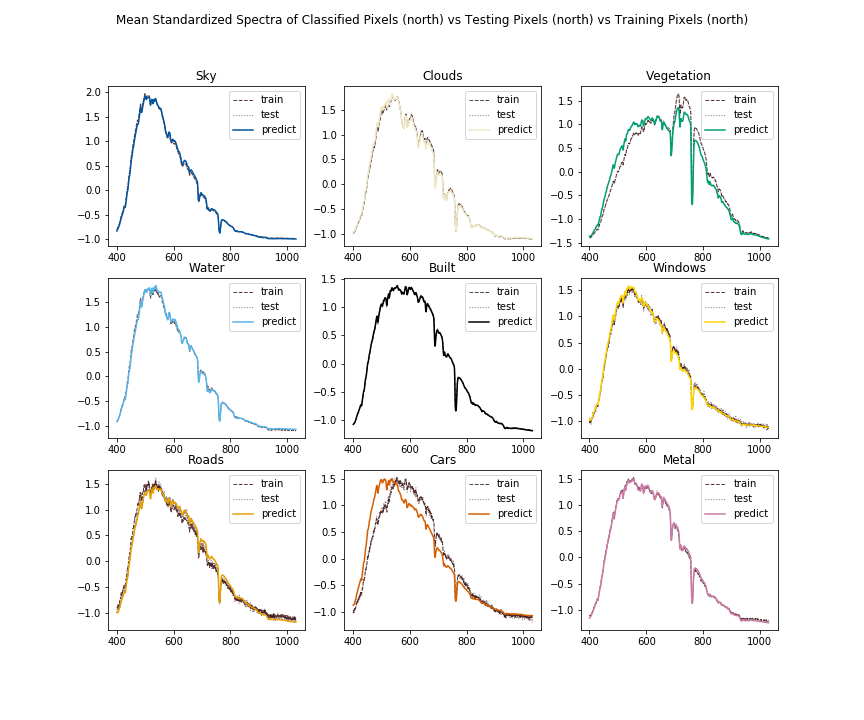 Mean Standardized Spectra of Classified Pixels (north) vs Testing Pixels (north) vs Training Pixels (north)
Sky
2.0
1.5
1.0
0.5
0.0
−0.5
−1.0
400 600 800 1000
train
test
predict
Clouds
1.5
1.0
0.5
0.0
−0.5
−1.0
400 600 800 1000
train
test
predict
Vegetation
1.5
1.0
0.5
0.0
−0.5
−1.0
−1.5
400 600 800 1000
train
test
predict
Water
1.5
1.0
0.5
0.0
−0.5
−1.0
400 600 800 1000
train
test
predict
Built
1.5
1.0
0.5
0.0
−0.5
−1.0
400 600 800 1000
train
test
predict
Windows
1.5
1.0
0.5
0.0
−0.5
−1.0
400 600 800 1000
train
test
predict
Roads
1.5
1.0
0.5
0.0
−0.5
−1.0
400 600 800 1000
train
test
predict
Cars
1.5
1.0
0.5
0.0
−0.5
−1.0
400 600 800 1000
train
test
predict
Metal
1.5
1.0
0.5
0.0
−0.5
−1.0
400 600 800 1000
train
test
predict